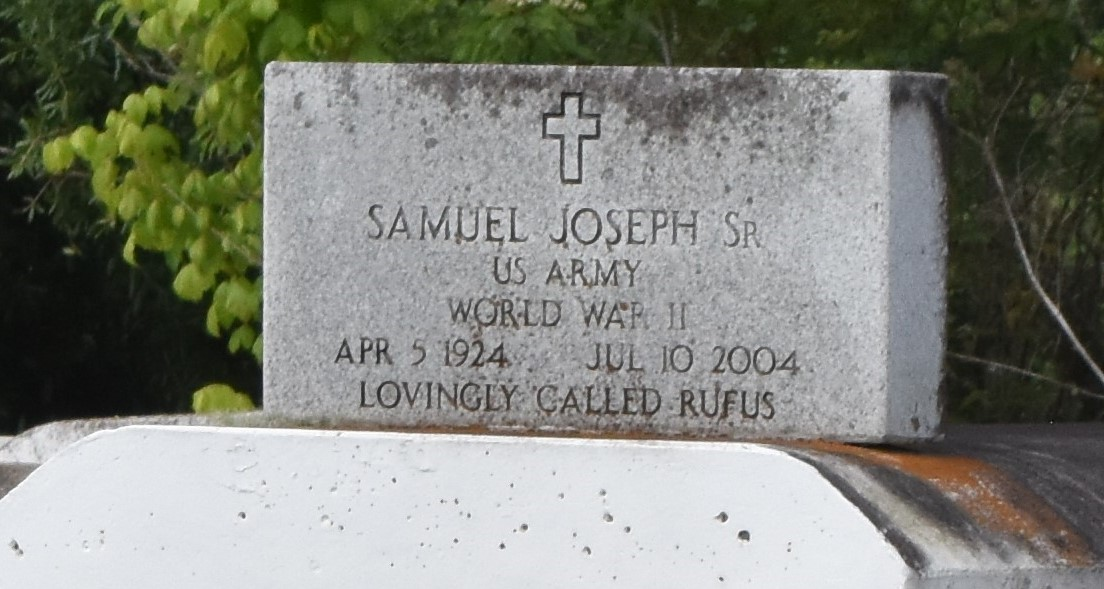 SAMUEL JOSEPH SR
US ARMY
WORLD WAR II
APR 5 1924 JUL 10 2004
LOVINGLY CALLED RUFUS